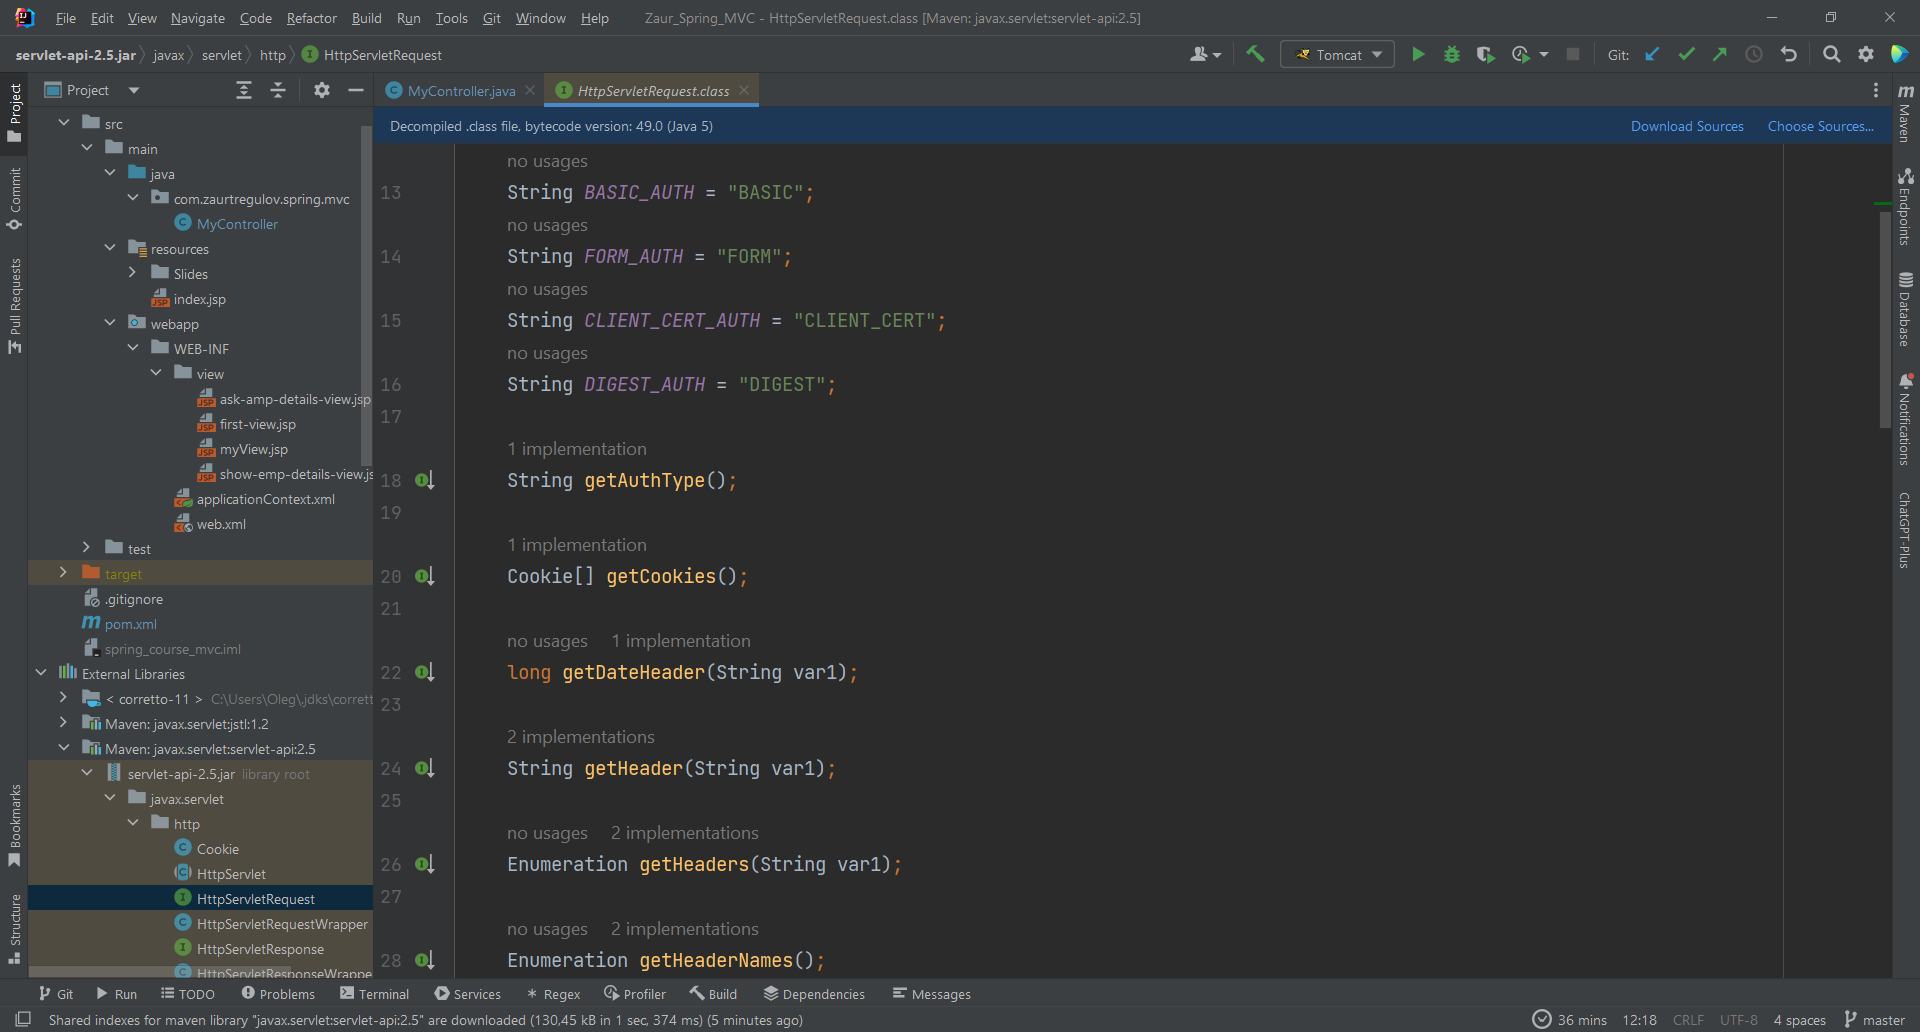 File Edit View Navigate Code Refactor Build Run Tools Git Window Help Zaur_Spring_MVC - HttpServletRequest.class [Maven: javax.servlet:servlet-api:2.5]
servlet-api-2.5.jar javax servlet http HttpServletRequest Tomcat Git:
Project
MyController.java HttpServletRequest.class
Decompiled .class file, bytecode version: 49.0 (Java 5) Download Sources Choose Sources...
Project
Commit
Pull Requests
Bookmarks
Structure
src
main
java
com.zaurtregulov.spring.mvc
MyController
resources
Slides
index.jsp
webapp
WEB-INF
view
ask-amp-details-view.jsp
first-view.jsp
myView.jsp
show-emp-details-view.js
applicationContext.xml
web.xml
test
target
.gitignore
pom.xml
spring_course_mvc.iml
External Libraries
< corretto-11 > C:\Users\Oleg\.jdks\corrett
Maven: javax.servlet:jstl:1.2
Maven: javax.servlet:servlet-api:2.5
servlet-api-2.5.jar library root
javax.servlet
http
Cookie
HttpServlet
HttpServletRequest
HttpServletRequestWrapper
HttpServletResponse
HttpServletResponseWrappe
no usages
13 String BASIC_AUTH = "BASIC";
no usages
14 String FORM_AUTH = "FORM";
no usages
15 String CLIENT_CERT_AUTH = "CLIENT_CERT";
no usages
16 String DIGEST_AUTH = "DIGEST";
17
1 implementation
18 String getAuthType();
19
1 implementation
20 Cookie[] getCookies();
21
no usages 1 implementation
22 long getDateHeader(String var1);
23
2 implementations
24 String getHeader(String var1);
25
no usages 2 implementations
26 Enumeration getHeaders(String var1);
27
no usages 2 implementations
28 Enumeration getHeaderNames();
Maven
Endpoints
Database
Notifications
ChatGPT-Plus
Git Run TODO Problems Terminal Services Regex Profiler Build Dependencies Messages
Shared indexes for maven library "javax.servlet:servlet-api:2.5" are downloaded (130,45 kB in 1 sec, 374 ms) (5 minutes ago) 36 mins 12:18 CRLF UTF-8 4 spaces master